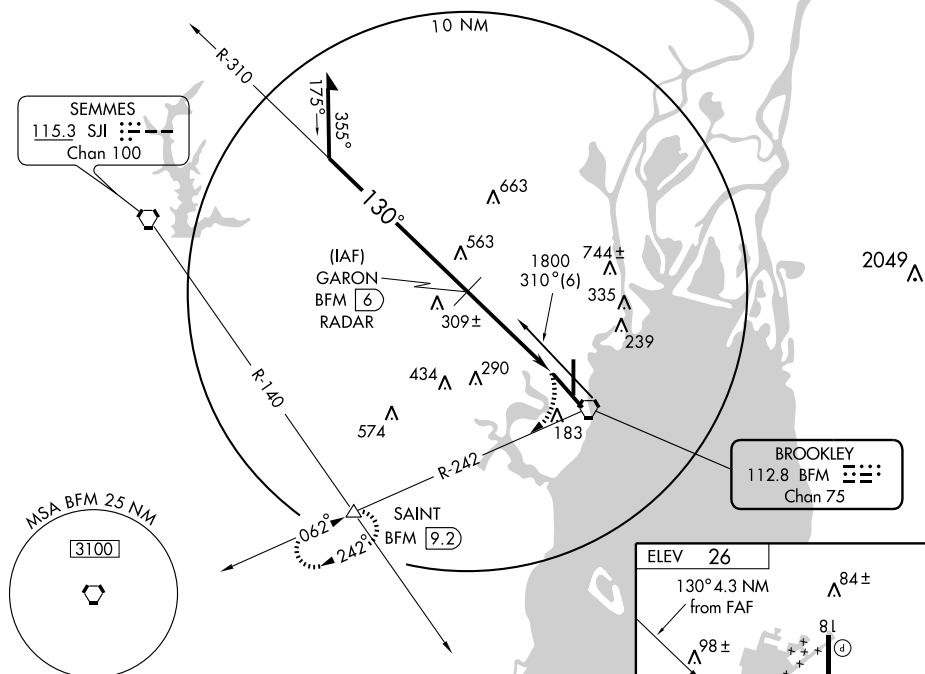 10 NM
R-310
175°
355°
SEMMES
115.3 SJI
Chan 100
130°
663
563
(IAF)
GARON
BFM 6
RADAR
309±
1800
310°(6)
744±
335
239
2049
434
290
574
183
R-140
R-242
BROOKLEY
112.8 BFM
Chan 75
SAINT
BFM 9.2
062°
242°
MSA BFM 25 NM
3100
ELEV 26
130° 4.3 NM
from FAF
84±
98±
18
P